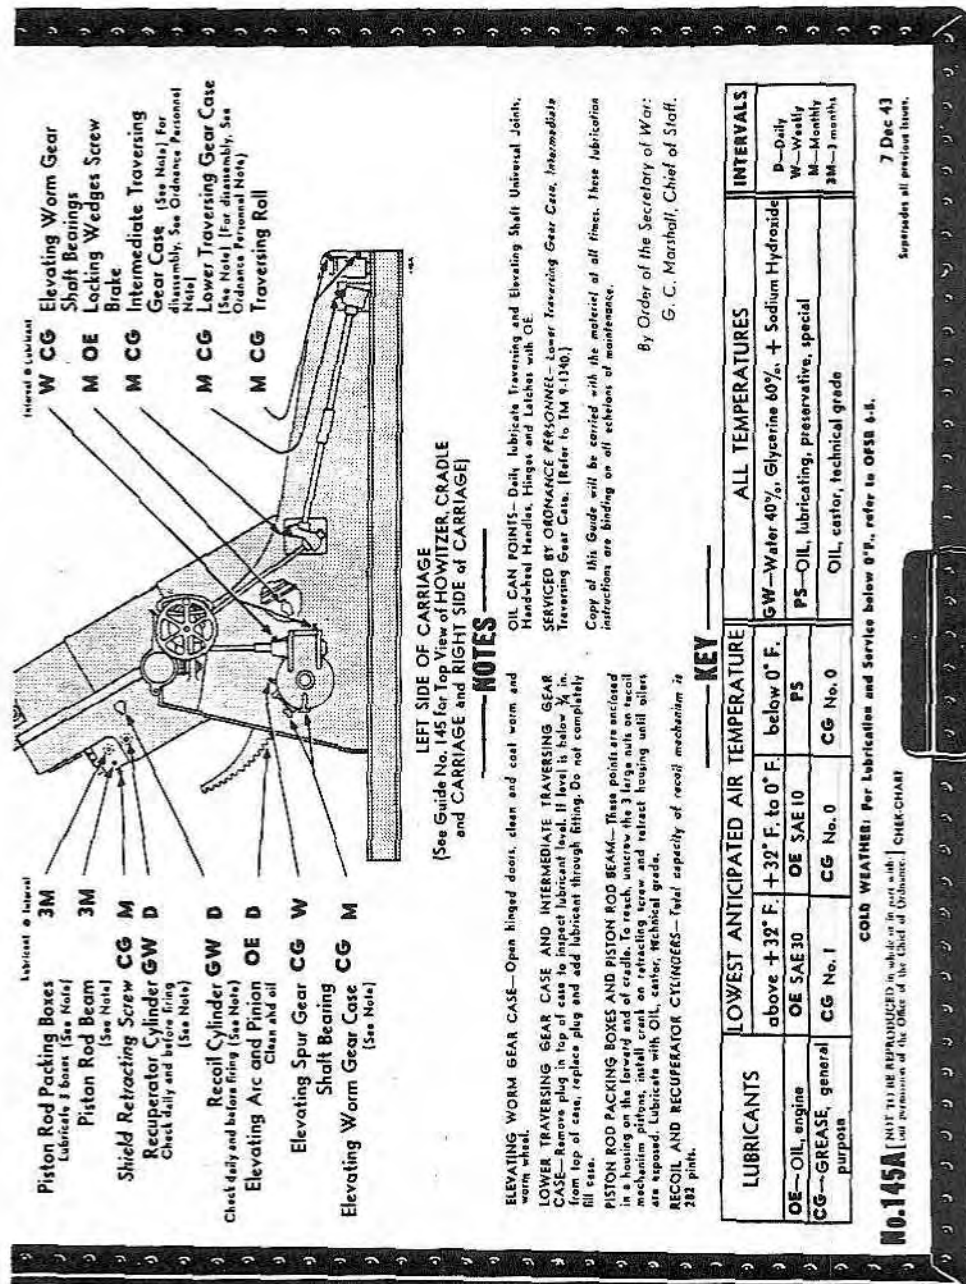 Lubricant • Interval
Piston Rod Packing Boxes 3M
Lubricate 3 boxes (See Note)
Piston Rod Beam 3M
(See Note)
Shield Retracting Screw CG M
Recuperator Cylinder GW D
Check daily and before firing
(See Note)
Recoil Cylinder GW D
Check daily and before firing (See Note)
Elevating Arc and Pinion OE D
Clean and oil
Elevating Spur Gear CG W
Shaft Bearing
Elevating Worm Gear Case CG M
(See Note)
Interval • Lubricant
W CG Elevating Worm Gear
Shaft Bearings
M OE Locking Wedges Screw
Brake
M CG Intermediate Traversing
Gear Case (See Note) For
disassembly, See Ordnance Personnel
Note)
M CG Lower Traversing Gear Case
(See Note) (For disassembly, See
Ordnance Personnel Note)
M CG Traversing Roll
LEFT SIDE OF CARRIAGE
(See Guide No. 145 for Top View of HOWITZER, CRADLE
and CARRIAGE and RIGHT SIDE of CARRIAGE)
NOTES
ELEVATING WORM GEAR CASE—Open hinged doors, clean and coat worm and
worm wheel.
LOWER TRAVERSING GEAR CASE AND INTERMEDIATE TRAVERSING GEAR
CASE—Remove plug in top of case to inspect lubricant level. If level is below ¾ in.
from top of case, replace plug and add lubricant through fitting. Do not completely
fill case.
PISTON ROD PACKING BOXES AND PISTON ROD BEAM.—These points are enclosed
in a housing on the forward end of cradle. To reach, unscrew the 3 large nuts on recoil
mechanism pistons, install crank on retracting screw and retract housing until oilers
are exposed. Lubricate with OIL, castor, technical grade.
RECOIL AND RECUPERATOR CYLINDERS—Total capacity of recoil mechanism is
282 pints.
OIL CAN POINTS—Daily lubricate Traversing and Elevating Shaft Universal Joints,
Handwheel Handles, Hinges and Latches with OE.
SERVICED BY ORDNANCE PERSONNEL—Lower Traversing Gear Case, Intermediate
Traversing Gear Case. (Refer to TM 9-1340.)
Copy of this Guide will be carried with the materiel at all times. These lubrication
instructions are binding on all echelons of maintenance.
By Order of the Secretary of War:
G. C. Marshall, Chief of Staff.
KEY
LUBRICANTS LOWEST ANTICIPATED AIR TEMPERATURE ALL TEMPERATURES INTERVALS
above +32° F. +32° F. to 0° F. below 0° F.
OE—OIL, engine OE SAE 30 OE SAE 10 PS
CG—GREASE, general purpose CG No. 1 CG No. 0 CG No. 0
GW—Water 40%, Glycerine 60%, + Sodium Hydroxide
PS—OIL, lubricating, preservative, special
OIL, castor, technical grade
D—Daily
W—Weekly
M—Monthly
3M—3 months
COLD WEATHER: For Lubrication and Service below 0°F., refer to OFSB 6-5.
No.145A [NOT TO BE REPRODUCED in whole or in part with-
out permission of the Office of the Chief of Ordnance.] CHEK-CHART
7 Dec 43
Supersedes all previous issues.